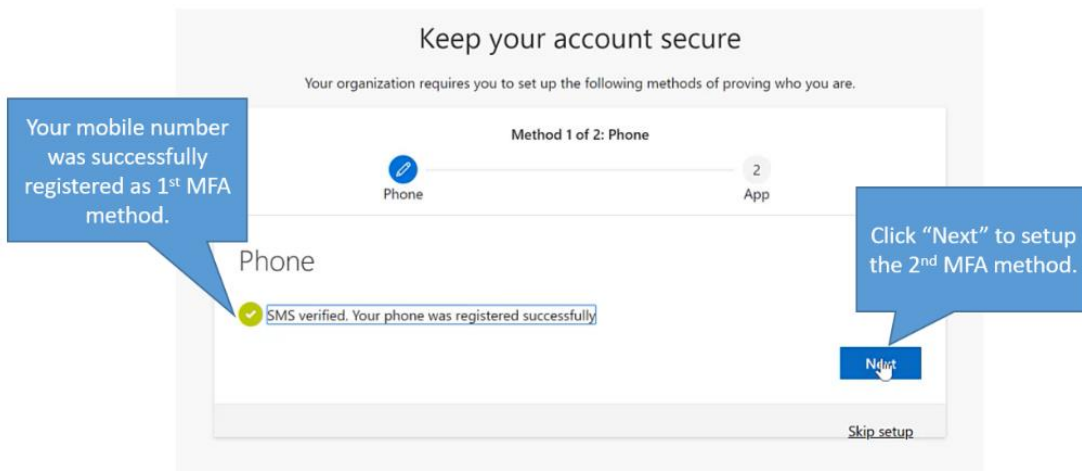 Keep your account secure
Your organization requires you to set up the following methods of proving who you are.
Your mobile number
was successfully
registered as 1st MFA
method.
Method 1 of 2: Phone
2
Phone
App
Click “Next” to setup
the 2nd MFA method.
Phone
SMS verified. Your phone was registered successfully
Next
Skip setup